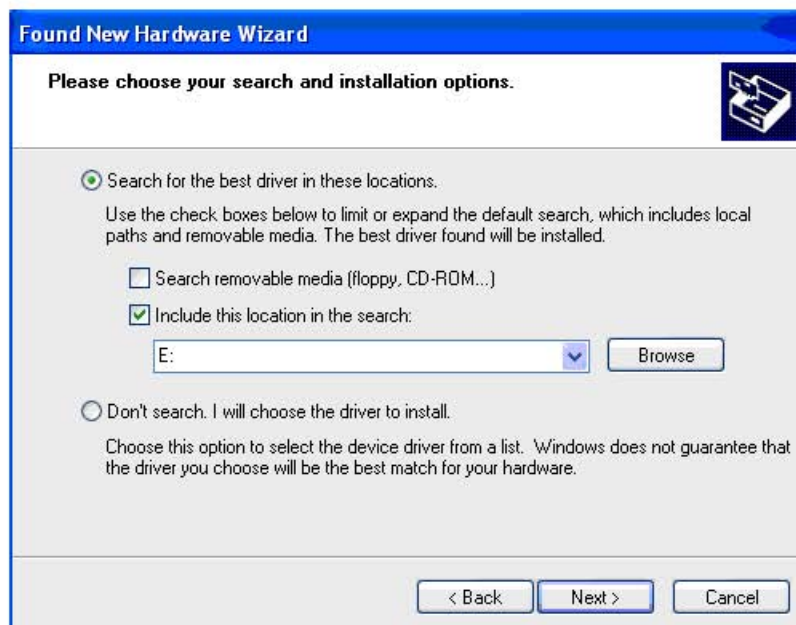 Found New Hardware Wizard
Please choose your search and installation options.
Search for the best driver in these locations.
Use the check boxes below to limit or expand the default search, which includes local
paths and removable media. The best driver found will be installed.
Search removable media (floppy, CD-ROM...)
Include this location in the search:
E:
Browse
Don't search. I will choose the driver to install.
Choose this option to select the device driver from a list.  Windows does not guarantee that
the driver you choose will be the best match for your hardware.
< Back
Next >
Cancel